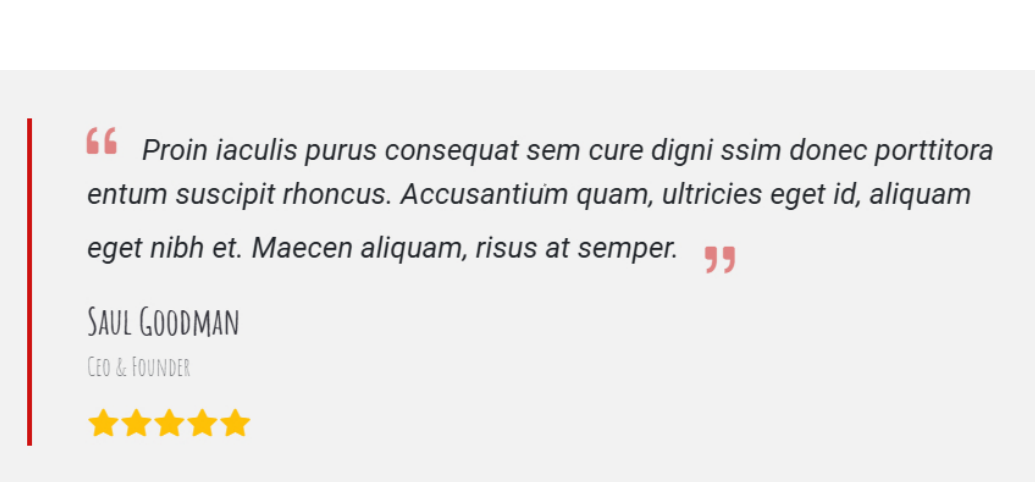 “ Proin iaculis purus consequat sem cure digni ssim donec porttitora
entum suscipit rhoncus. Accusantium quam, ultricies eget id, aliquam
eget nibh et. Maecen aliquam, risus at semper. ”
Saul Goodman
Ceo & Founder